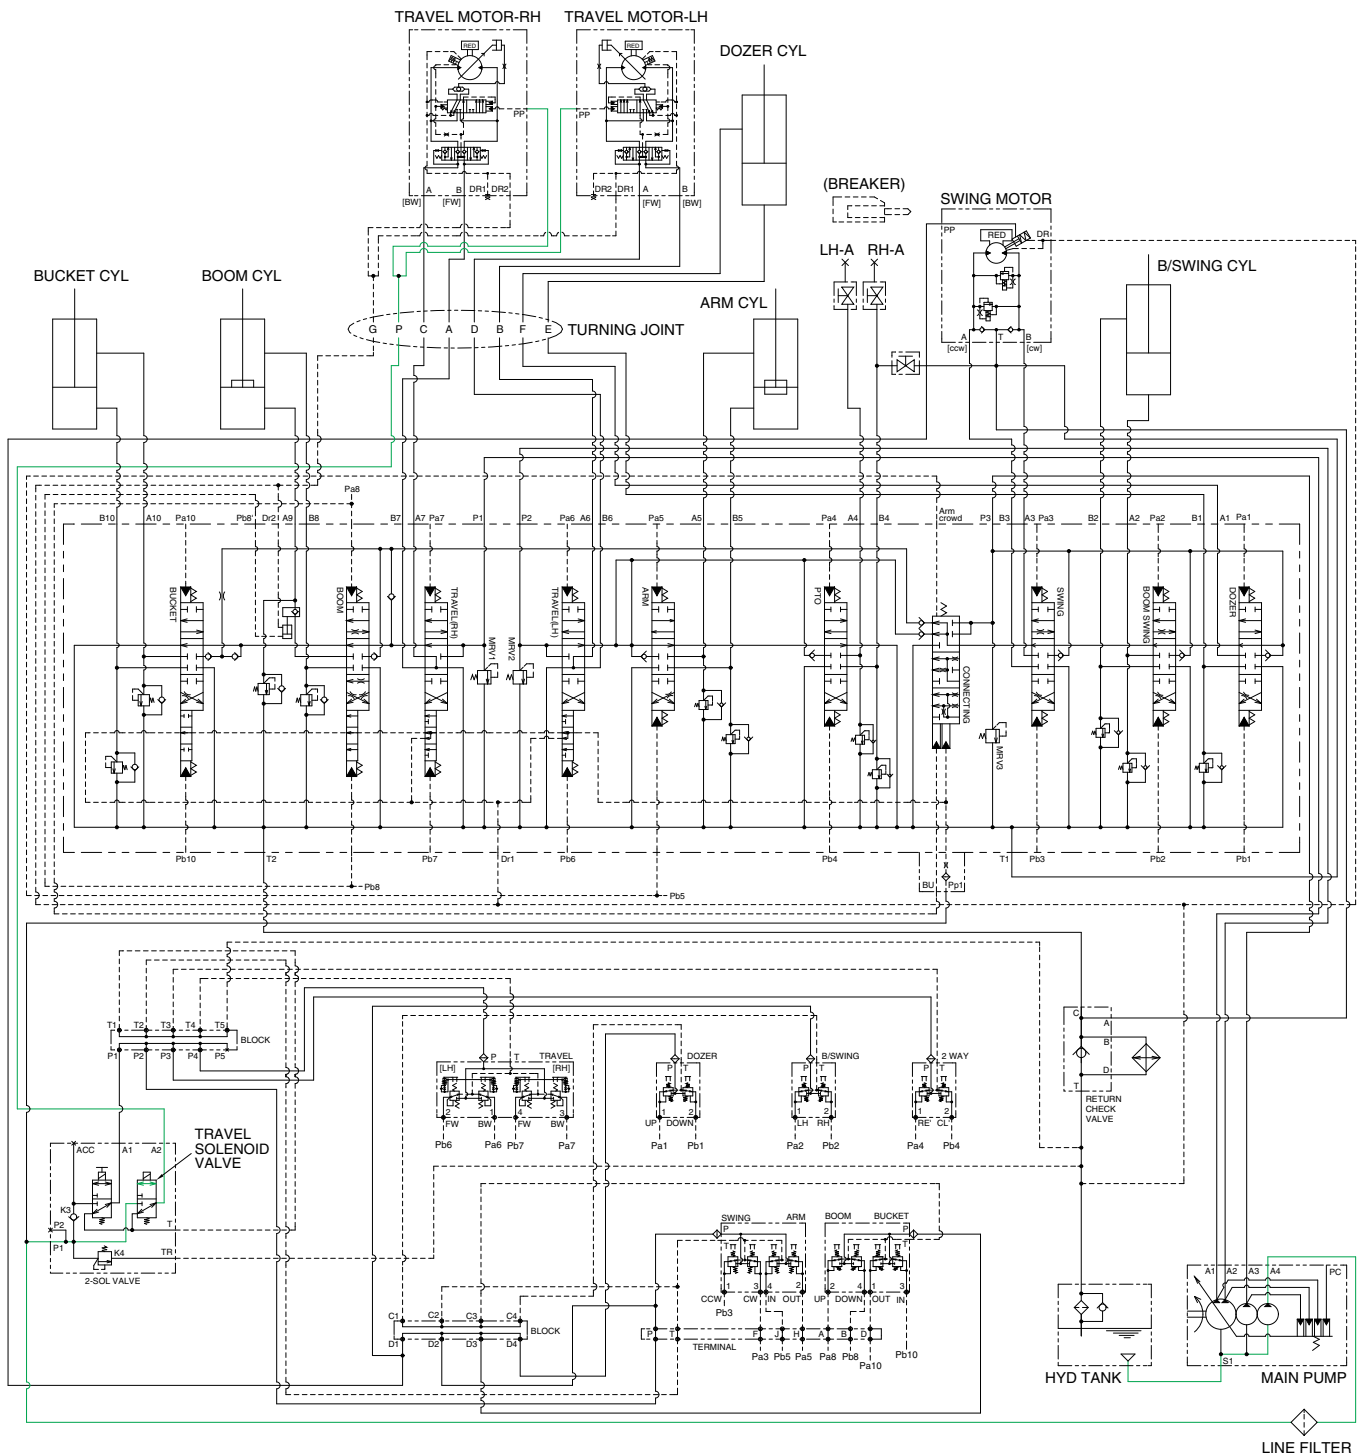 TRAVEL MOTOR-RH TRAVEL MOTOR-LH
DOZER CYL
RED RED
PP PP
A B DR1 DR2 DR2 DR1 A B
[BW] [FW] [FW] [BW]
(BREAKER)
SWING MOTOR
PP RED DR
LH-A RH-A
B/SWING CYL
BUCKET CYL BOOM CYL
ARM CYL
G P C A D B F E TURNING JOINT
A T B
[ccw] [cw]
Pa8
B10 A10 Pa10 Pb8' Dr2 A9 B8 B7 A7 Pa7 P1 P2 Pa6 A6 B6 Pa5 A5 B5 Pa4 A4 B4 Arm P3 B3 A3 Pa3 B2 A2 Pa2 B1 A1 Pa1
crowd
BUCKET
BOOM
TRAVEL(RH)
MRV1
MRV2
TRAVEL(LH)
ARM
PTO
CONNECTING
MRV3
SWING
BOOM SWING
DOZER
Pb10 T2 Pb7 Dr1 Pb6 Pb4 T1 Pb3 Pb2 Pb1
Pb8 Pb5 BU Pp1
T1 T2 T3 T4 T5
BLOCK
P1 P2 P3 P4 P5
C
A
B
D
T
RETURN
CHECK
VALVE
P T TRAVEL
[LH] [RH]
2 1 4 3
FW BW FW BW
Pb6 Pa6 Pb7 Pa7
DOZER
P T
1 2
UP DOWN
Pa1 Pb1
B/SWING
P T
1 2
LH RH
Pa2 Pb2
2 WAY
P T
1 2
RE' CL'
Pa4 Pb4
TRAVEL
SOLENOID
VALVE
ACC A1 A2
K3
P2
P1
T
K4 TR
2-SOL VALVE
SWING ARM BOOM BUCKET
P P
T
1 3 4 2 2 4 1 3
CCW CW IN OUT UP DOWN OUT IN
Pb3
C1 C2 C3 C4
BLOCK
D1 D2 D3 D4
P T F J H A B D
TERMINAL
Pa3 Pb5 Pa5 Pa8 Pb8 Pa10 Pb10
A1 A2 A3 A4 PC
S1
HYD TANK MAIN PUMP
LINE FILTER